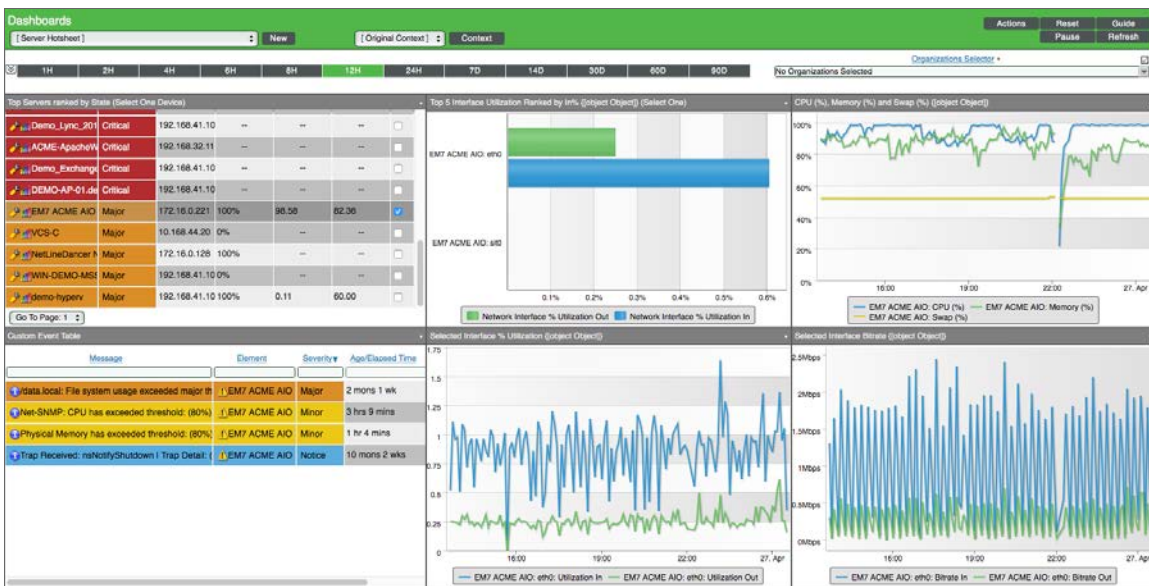 Dashboards
[ Server Hotsheet ] New [ Original Context ] Context
Actions Reset Guide
Pause Refresh
1H 2H 4H 6H 8H 12H 24H 7D 14D 30D 60D 90D
Organizations Selector
No Organizations Selected
Top Servers ranked by State (Select One Device)
Demo_Lync_201 Critical 192.168.41.10 -- -- --
ACME-ApacheW Critical 192.168.32.11 -- -- --
Demo_Exchange Critical 192.168.41.10 -- -- --
DEMO-AP-01.de Critical 192.168.41.10 -- -- --
EM7 ACME AIO Major 172.16.0.221 100% 98.58 82.36
VCS-C Major 10.168.44.20 0% -- --
NetLineDancer N Major 172.16.0.128 100% -- --
WIN-DEMO-MSS Major 192.168.41.10 0% -- --
demo-hyperv Major 192.168.41.10 100% 0.11 60.00
Go To Page: 1
Top 5 Interface Utilization Ranked by In% ([object Object]) (Select One)
EM7 ACME AIO: eth0
EM7 ACME AIO: sit0
0.1% 0.2% 0.3% 0.4% 0.5% 0.6%
Network Interface % Utilization Out Network Interface % Utilization In
CPU (%), Memory (%) and Swap (%) ([object Object])
100%
80%
60%
40%
20%
0%
16:00 19:00 22:00 27. Apr
EM7 ACME AIO: CPU (%) EM7 ACME AIO: Memory (%)
EM7 ACME AIO: Swap (%)
Custom Event Table
Message Element Severity Age/Elapsed Time
/data.local: File system usage exceeded major th EM7 ACME AIO Major 2 mons 1 wk
Net-SNMP: CPU has exceeded threshold: (80%) EM7 ACME AIO Minor 3 hrs 9 mins
Physical Memory has exceeded threshold: (80%) EM7 ACME AIO Minor 1 hr 4 mins
Trap Received: nsNotifyShutdown | Trap Detail: ( EM7 ACME AIO Notice 10 mons 2 wks
Selected Interface % Utilization ([object Object])
1.75
1.5
1.25
1
0.75
0.5
0.25
0
16:00 19:00 22:00 27. Apr
EM7 ACME AIO: eth0: Utilization In EM7 ACME AIO: eth0: Utilization Out
Selected Interface Bitrate ([object Object])
2.5Mbps
2Mbps
1.5Mbps
1Mbps
0.5Mbps
0Mbps
16:00 19:00 22:00 27. Apr
EM7 ACME AIO: eth0: Bitrate In EM7 ACME AIO: eth0: Bitrate Out